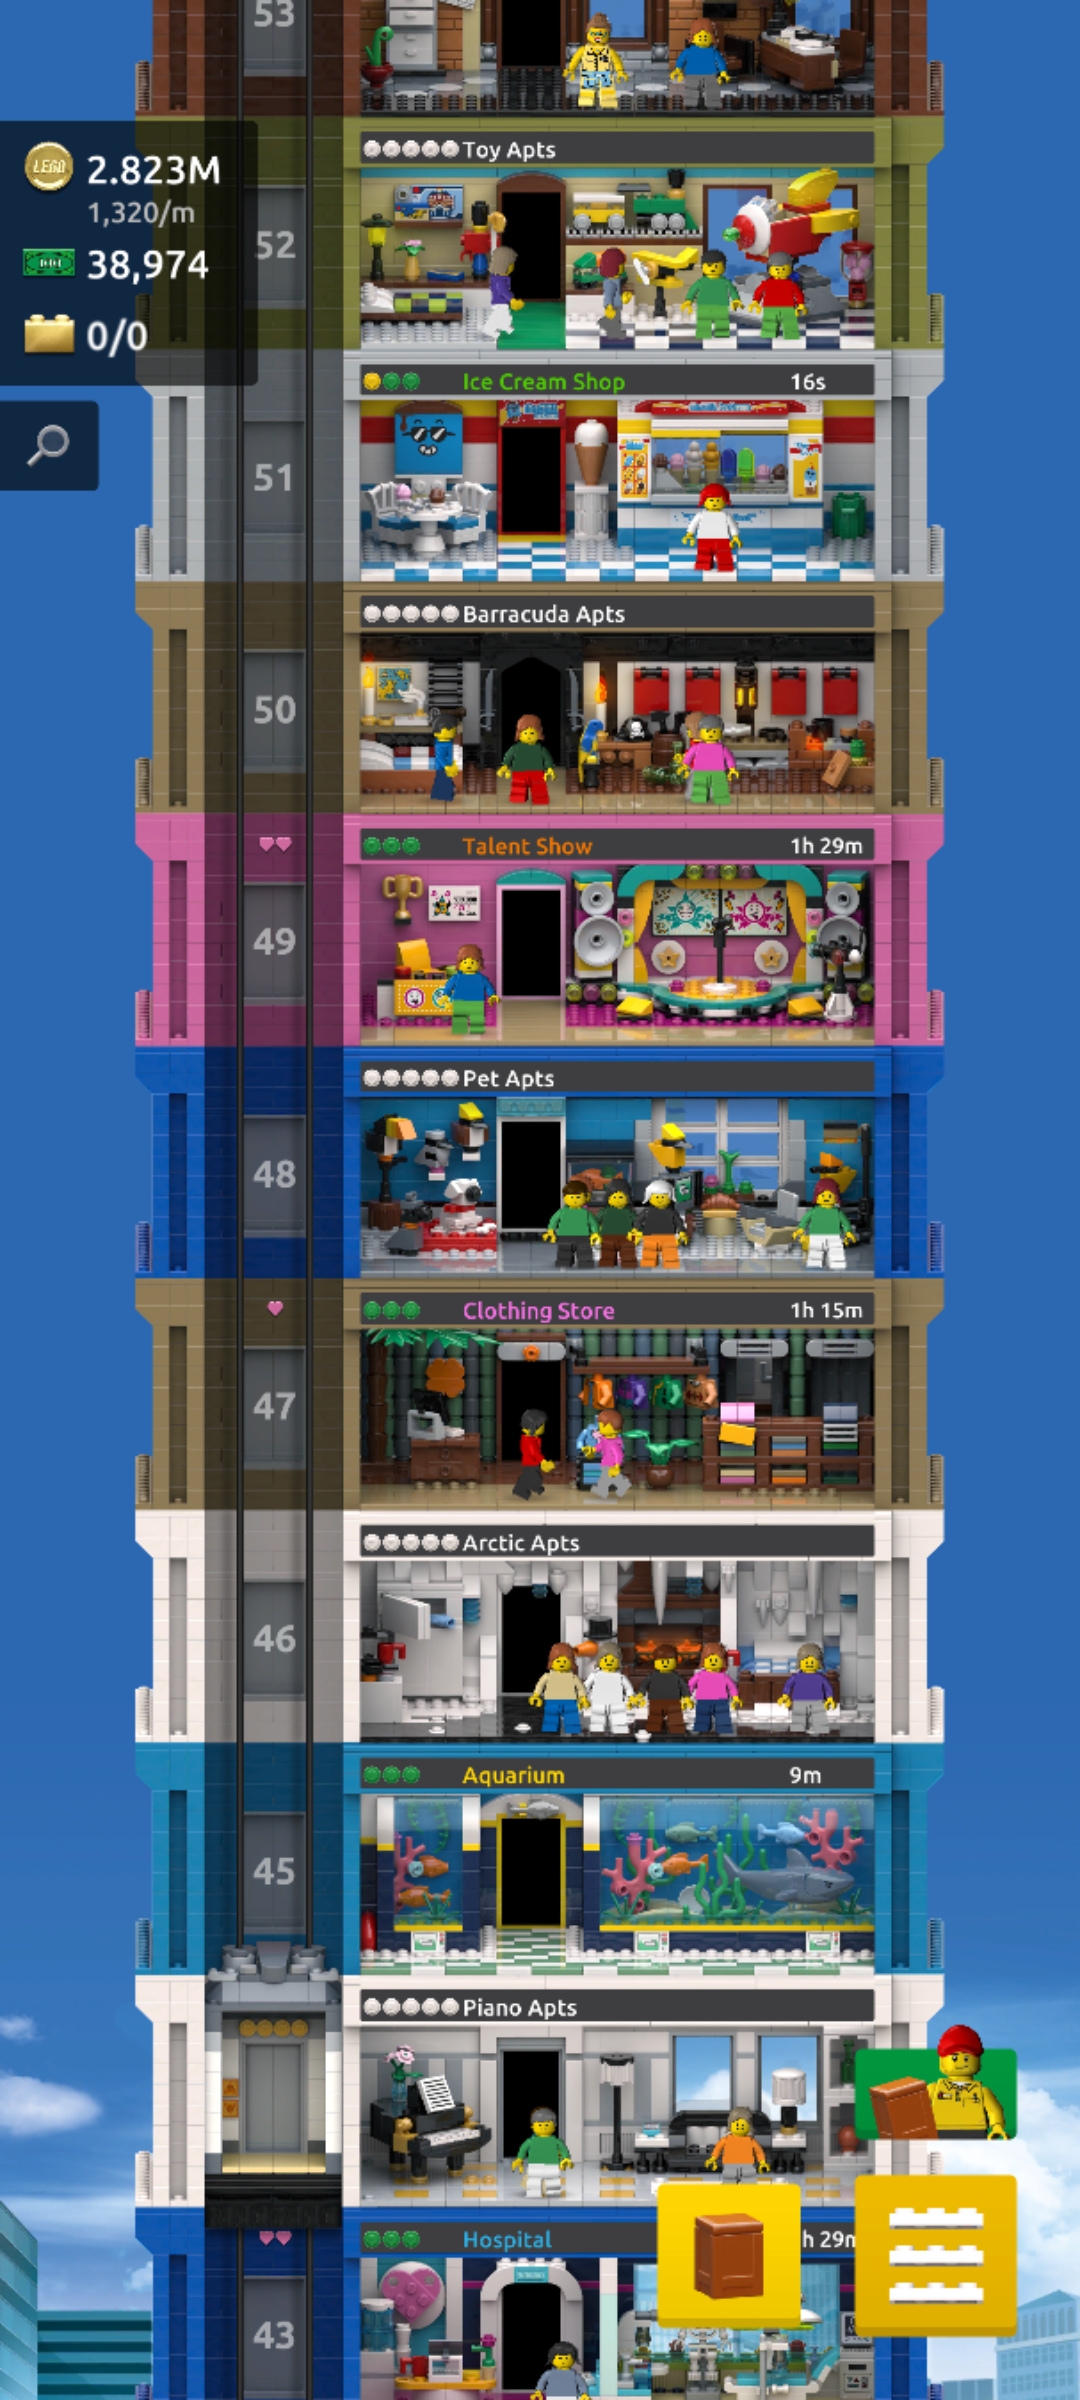 53
Toy Apts
LEGO
2.823M
1,320/m
38,974
0/0
52
Ice Cream Shop 16s
51
Barracuda Apts
50
Talent Show 1h 29m
49
Pet Apts
48
Clothing Store 1h 15m
47
Arctic Apts
46
Aquarium 9m
45
Piano Apts
Hospital h 29m
43